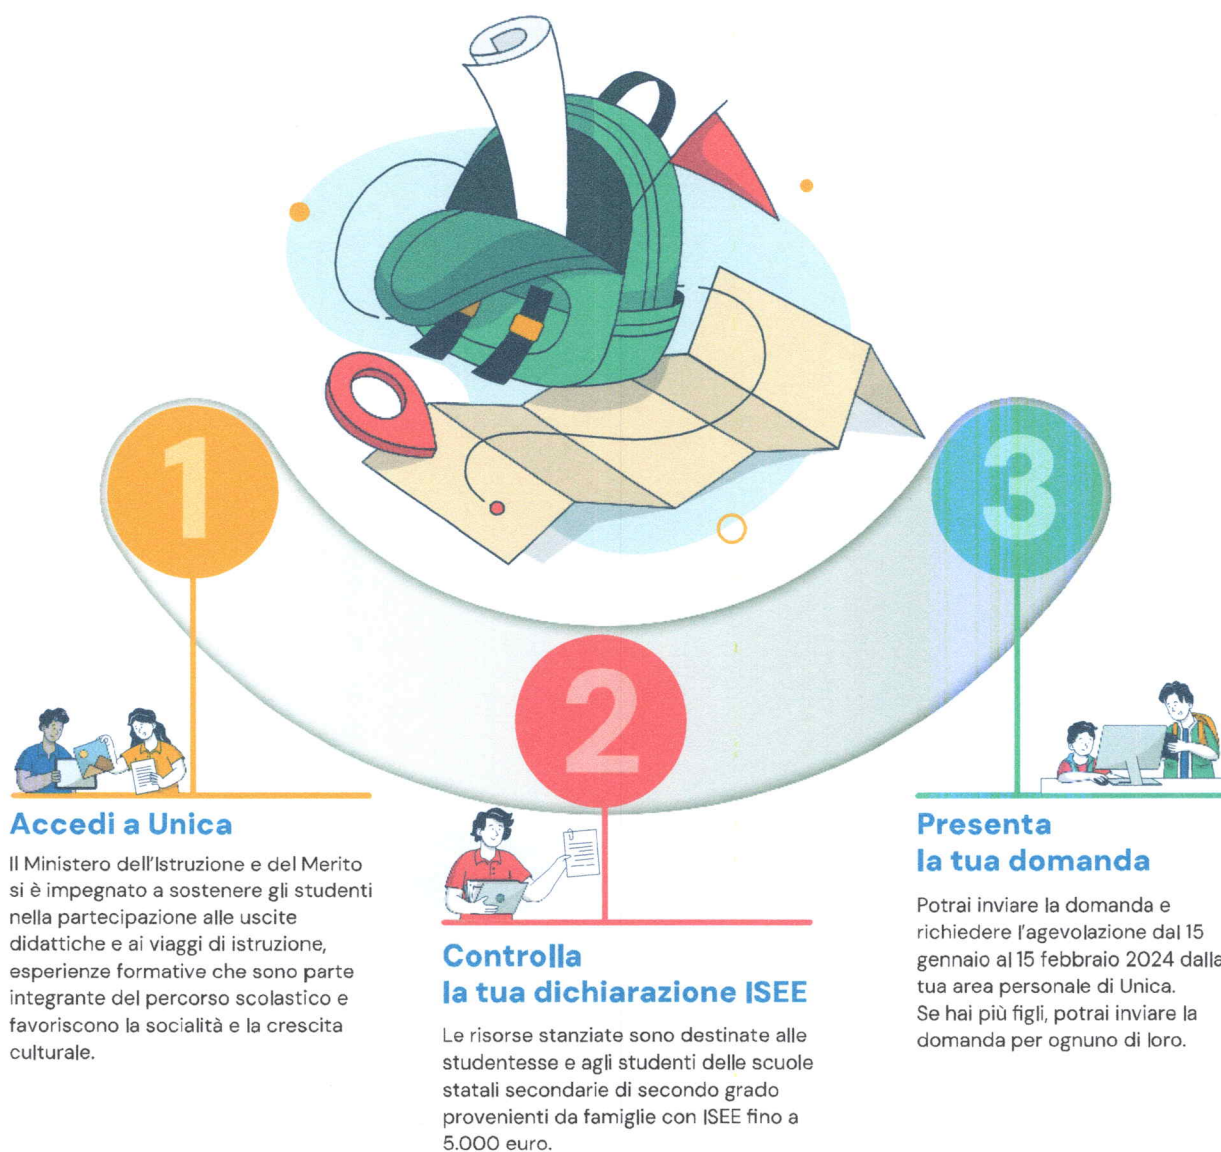 1
Accedi a Unica
Il Ministero dell'Istruzione e del Merito
si è impegnato a sostenere gli studenti
nella partecipazione alle uscite
didattiche e ai viaggi di istruzione,
esperienze formative che sono parte
integrante del percorso scolastico e
favoriscono la socialità e la crescita
culturale.
2
Controlla
la tua dichiarazione ISEE
Le risorse stanziate sono destinate alle
studentesse e agli studenti delle scuole
statali secondarie di secondo grado
provenienti da famiglie con ISEE fino a
5.000 euro.
3
Presenta
la tua domanda
Potrai inviare la domanda e
richiedere l'agevolazione dal 15
gennaio al 15 febbraio 2024 dalla
tua area personale di Unica.
Se hai più figli, potrai inviare la
domanda per ognuno di loro.